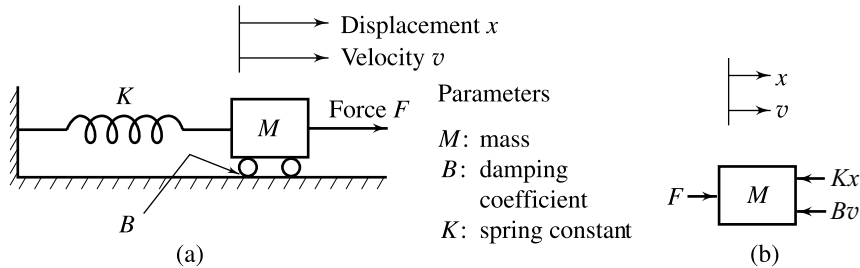 Displacement x
Velocity v
K
M
Force F
B
(a)
Parameters
M: mass
B: damping
coefficient
K: spring constant
x
v
F
M
Kx
Bv
(b)